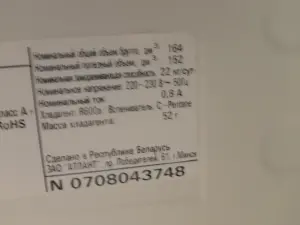 Номинальный общий объем брутто, дм³ 164
Номинальный полезный объем, дм³ 152
Номинальная замораживающая способность, 22 кг/сут
Номинальное напряжение: 220-230 В~ 50Гц
Номинальный ток: 0,8 А
Хладагент: R600a Вспениватель: C-Pentane
Масса хладагента: 52 г
класс A+
RoHS
Сделано в Республике Беларусь
ЗАО "АТЛАНТ", пр. Победителей, 61, г. Минск
N 0708043748